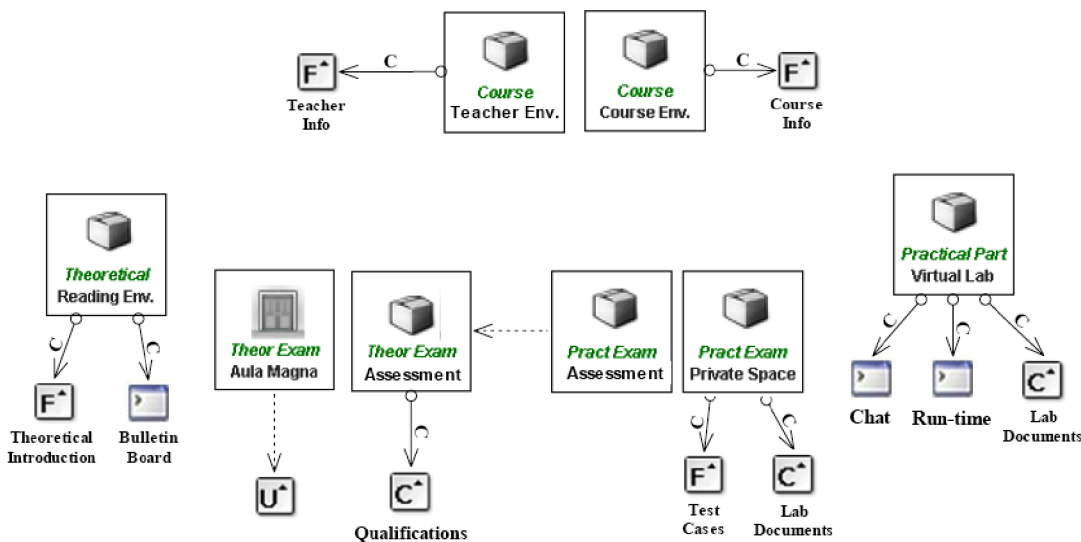 C
C
F
F
Course
Teacher Env.
Course
Course Env.
Teacher
Info
Course
Info
Theoretical
Reading Env.
Practical Part
Virtual Lab
Theor Exam
Aula Magna
Theor Exam
Assessment
Pract Exam
Assessment
Pract Exam
Private Space
C
C
C
C
C
F
Chat
Run-time
C
Lab
Documents
Theoretical
Introduction
Bulletin
Board
C
C
C
U
C
Qualifications
F
Test
Cases
C
Lab
Documents